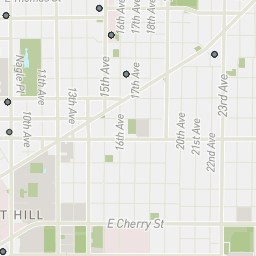 E Thomas St
16th Ave
17th Ave
18th Ave
Nagle Pl
11th Ave
10th Ave
13th Ave
15th Ave
17th Ave
16th Ave
20th Ave
21st Ave
22nd Ave
23rd Ave
T HILL
E Cherry St